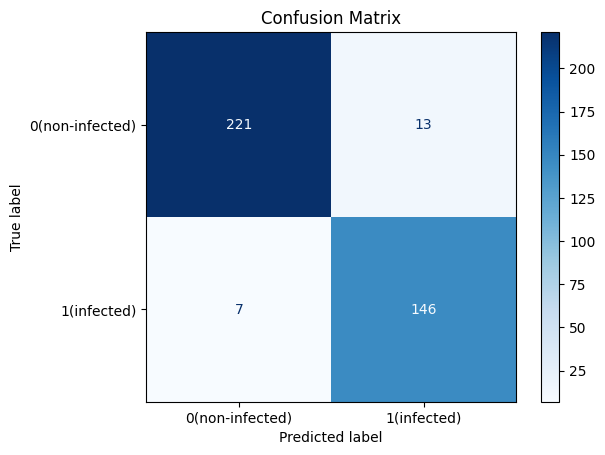 Confusion Matrix
True label
0(non-infected)
221
13
1(infected)
7
146
0(non-infected)
1(infected)
Predicted label
200
175
150
125
100
75
50
25